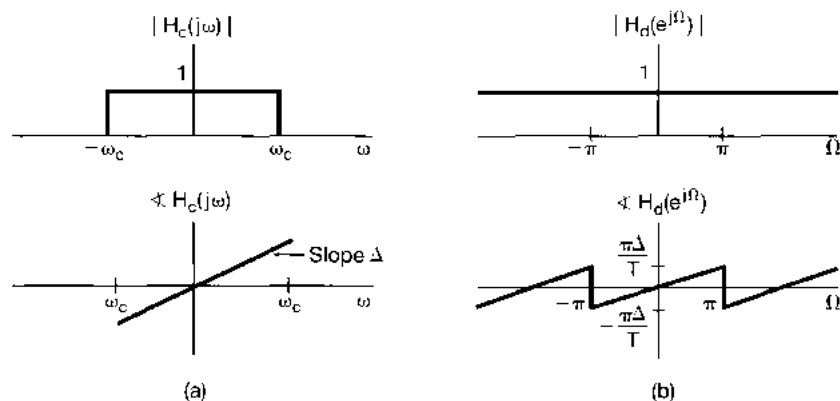 | H_c(jω) |
1
−ω_c ω_c ω
∢ H_c(jω)
Slope Δ
ω_c ω_c ω
(a)
| H_d(e^{jΩ}) |
1
−π π Ω
∢ H_d(e^{jΩ})
πΔ/T
−π π Ω
−πΔ/T
(b)